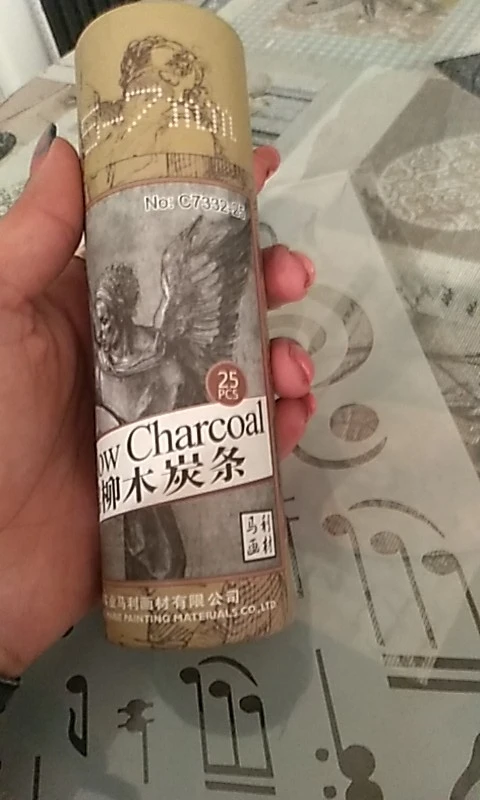 No: C7332-25
25
PCS
ow Charcoal
柳木炭条
马利
画材
业马利画材有限公司
PAINTING MATERIALS CO.,LTD